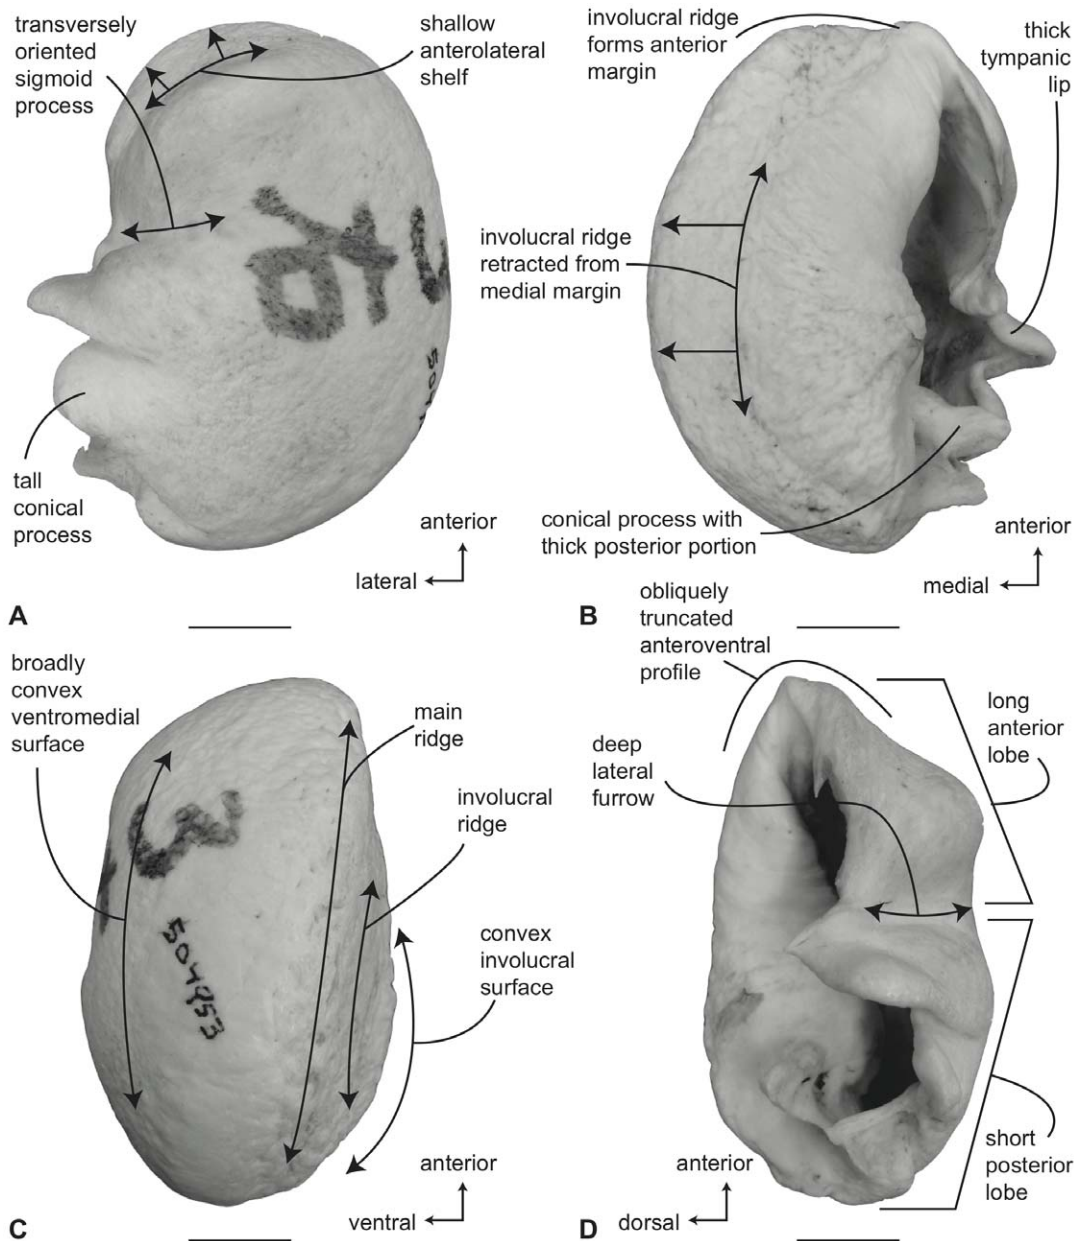 transversely
oriented
sigmoid
process
shallow
anterolateral
shelf
tall
conical
process
anterior
lateral
A
involucral ridge
forms anterior
margin
thick
tympanic
lip
involucral ridge
retracted from
medial margin
conical process with
thick posterior portion
anterior
medial
B
broadly
convex
ventromedial
surface
main
ridge
involucral
ridge
convex
involucral
surface
504953
anterior
ventral
C
obliquely
truncated
anteroventral
profile
deep
lateral
furrow
long
anterior
lobe
short
posterior
lobe
anterior
dorsal
D